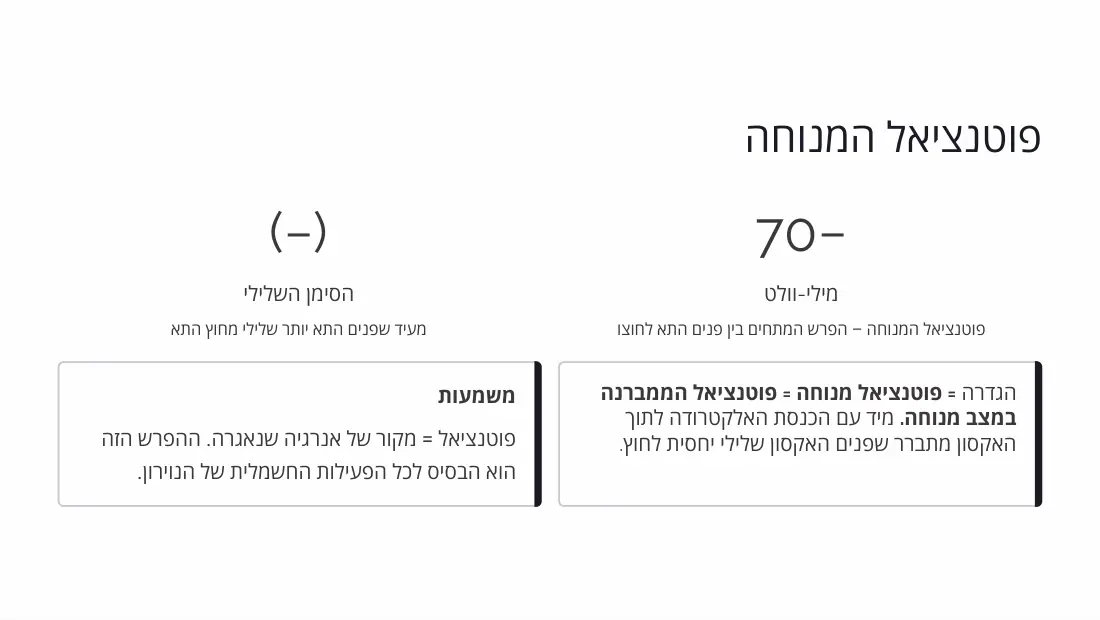 פוטנציאל המנוחה
−70
מילי-וולט
פוטנציאל המנוחה – הפרש המתחים בין פנים התא לחוצו
הגדרה = פוטנציאל מנוחה = פוטנציאל הממברנה
במצב מנוחה. מיד עם הכנסת האלקטרודה לתוך
האקסון מתברר שפנים האקסון שלילי יחסית לחוץ.
(−)
הסימן השלילי
מעיד שפנים התא יותר שלילי מחוץ התא
משמעות
פוטנציאל = מקור של אנרגיה שנאגרה. ההפרש הזה
הוא הבסיס לכל הפעילות החשמלית של הנוירון.